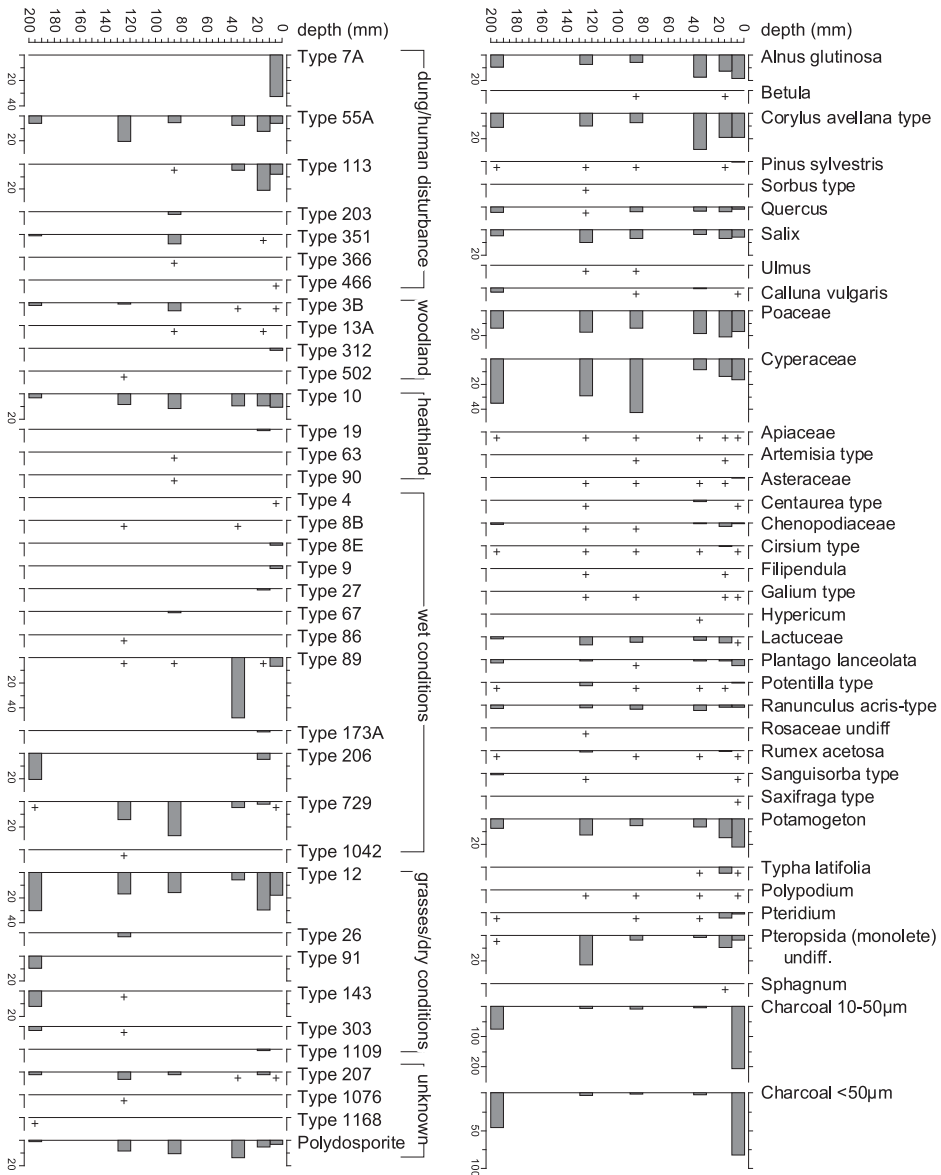 200 160 120 80 40 0 depth (mm)
20 40 Type 7A
20 Type 55A
20 Type 113
Type 203
20 Type 351
Type 366
Type 466
dung/human disturbance
Type 3B
Type 13A
Type 312
Type 502
woodland
20 Type 10
Type 19
Type 63
Type 90
heathland
Type 4
Type 8B
Type 8E
Type 9
Type 27
Type 67
Type 86
20 40 Type 89
Type 173A
20 Type 206
20 Type 729
Type 1042
wet conditions
20 40 Type 12
Type 26
20 Type 91
20 Type 143
Type 303
Type 1109
grasses/dry conditions
Type 207
Type 1076
Type 1168
20 Polydosporite
unknown
200 160 120 80 40 0 depth (mm)
20 Alnus glutinosa
Betula
20 Corylus avellana type
Pinus sylvestris
Sorbus type
Quercus
20 Salix
Ulmus
Calluna vulgaris
20 Poaceae
20 40 Cyperaceae
Apiaceae
Artemisia type
Asteraceae
Centaurea type
Chenopodiaceae
Cirsium type
Filipendula
Galium type
Hypericum
Lactuceae
Plantago lanceolata
Potentilla type
Ranunculus acris-type
Rosaceae undiff
Rumex acetosa
Sanguisorba type
Saxifraga type
20 Potamogeton
Typha latifolia
Polypodium
Pteridium
20 Pteropsida (monolete)
undiff.
Sphagnum
100 200 Charcoal 10-50μm
50 100 Charcoal <50μm